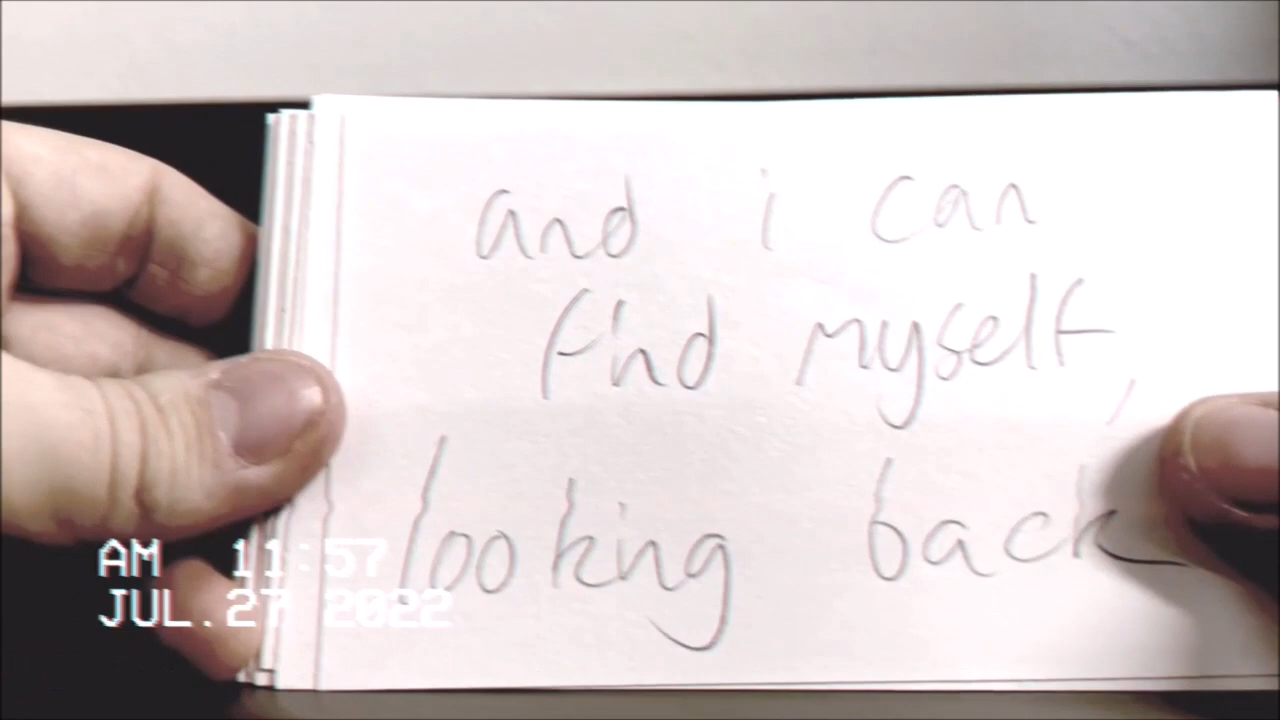 and i can
find myself,
looking back
AM 11:57
JUL.27 2022